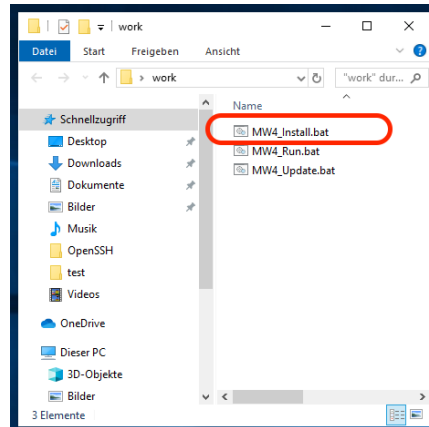 work
Datei Start Freigeben Ansicht
work "work" dur...
Name
Schnellzugriff
MW4_Install.bat
Desktop
MW4_Run.bat
Downloads
MW4_Update.bat
Dokumente
Bilder
Musik
OpenSSH
test
Videos
OneDrive
Dieser PC
3D-Objekte
Bilder
3 Elemente